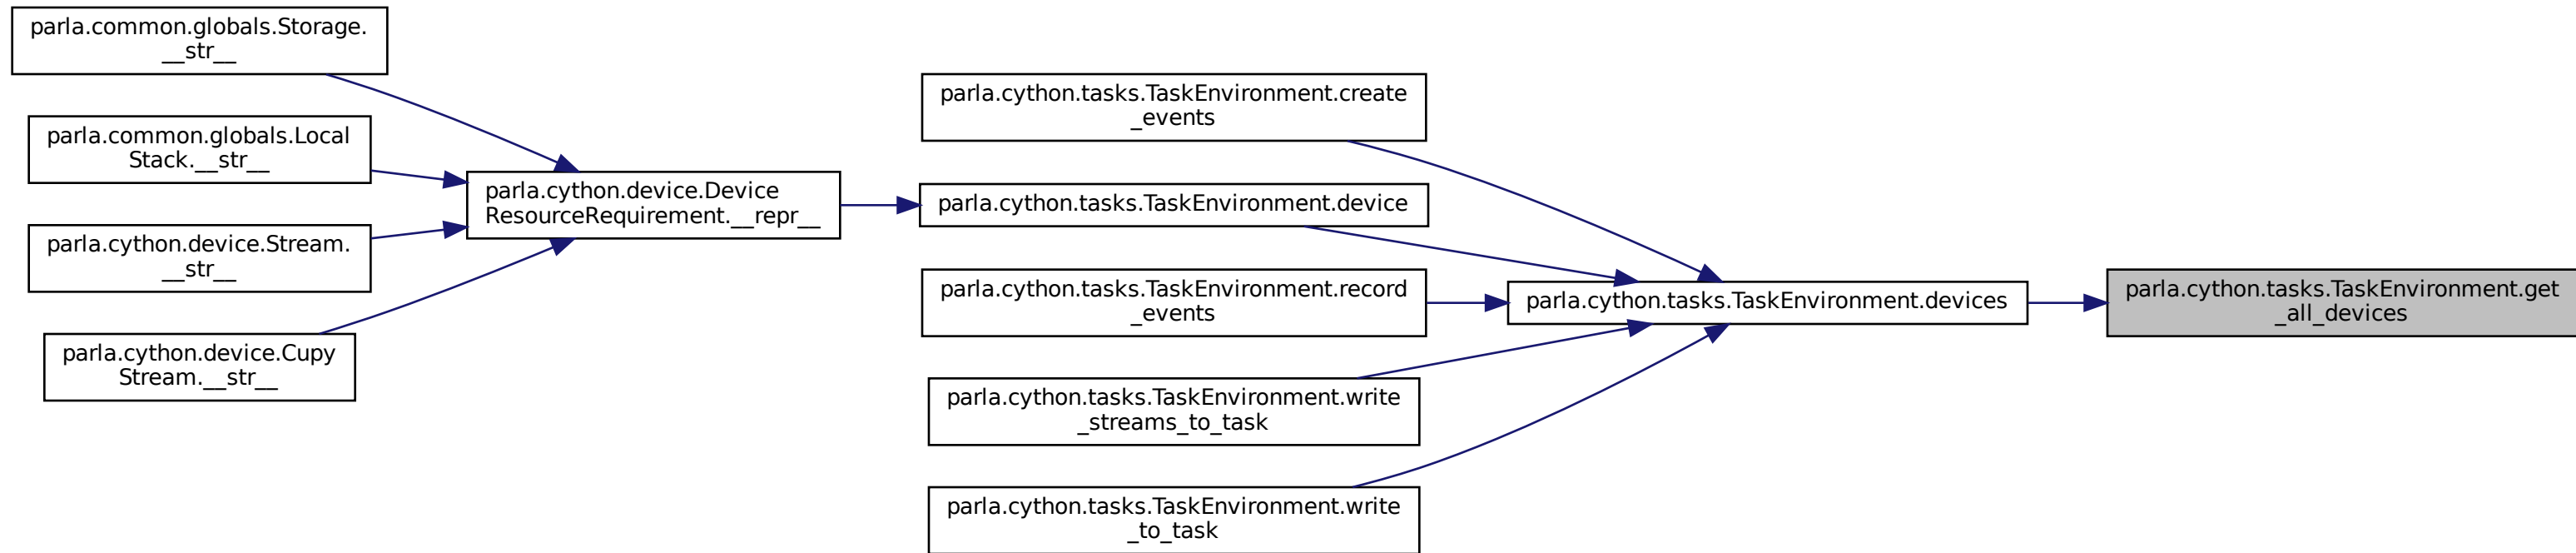 parla.common.globals.Storage.
__str__
parla.common.globals.Local
Stack.__str__
parla.cython.device.Stream.
__str__
parla.cython.device.Cupy
Stream.__str__
parla.cython.device.Device
ResourceRequirement.__repr__
parla.cython.tasks.TaskEnvironment.create
_events
parla.cython.tasks.TaskEnvironment.device
parla.cython.tasks.TaskEnvironment.record
_events
parla.cython.tasks.TaskEnvironment.write
_streams_to_task
parla.cython.tasks.TaskEnvironment.write
_to_task
parla.cython.tasks.TaskEnvironment.devices
parla.cython.tasks.TaskEnvironment.get
_all_devices